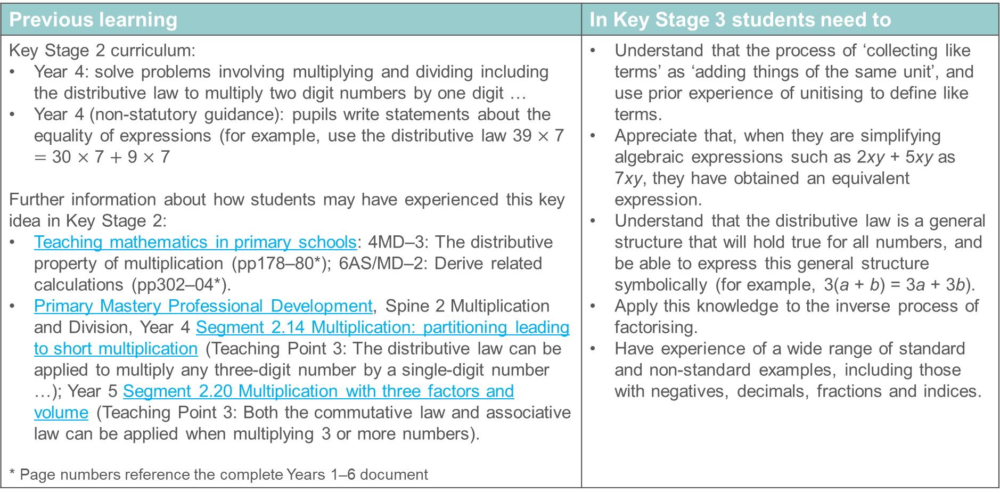 Previous learning
Key Stage 2 curriculum:
• Year 4: solve problems involving multiplying and dividing including
the distributive law to multiply two digit numbers by one digit …
• Year 4 (non-statutory guidance): pupils write statements about the
equality of expressions (for example, use the distributive law 39 × 7
= 30 × 7 + 9 × 7
Further information about how students may have experienced this key
idea in Key Stage 2:
• Teaching mathematics in primary schools: 4MD–3: The distributive
property of multiplication (pp178–80*); 6AS/MD–2: Derive related
calculations (pp302–04*).
• Primary Mastery Professional Development, Spine 2 Multiplication
and Division, Year 4 Segment 2.14 Multiplication: partitioning leading
to short multiplication (Teaching Point 3: The distributive law can be
applied to multiply any three-digit number by a single-digit number
…); Year 5 Segment 2.20 Multiplication with three factors and
volume (Teaching Point 3: Both the commutative law and associative
law can be applied when multiplying 3 or more numbers).
* Page numbers reference the complete Years 1–6 document
In Key Stage 3 students need to
• Understand that the process of ‘collecting like
terms’ as ‘adding things of the same unit’, and
use prior experience of unitising to define like
terms.
• Appreciate that, when they are simplifying
algebraic expressions such as 2xy + 5xy as
7xy, they have obtained an equivalent
expression.
• Understand that the distributive law is a general
structure that will hold true for all numbers, and
be able to express this general structure
symbolically (for example, 3(a + b) = 3a + 3b).
• Apply this knowledge to the inverse process of
factorising.
• Have experience of a wide range of standard
and non-standard examples, including those
with negatives, decimals, fractions and indices.